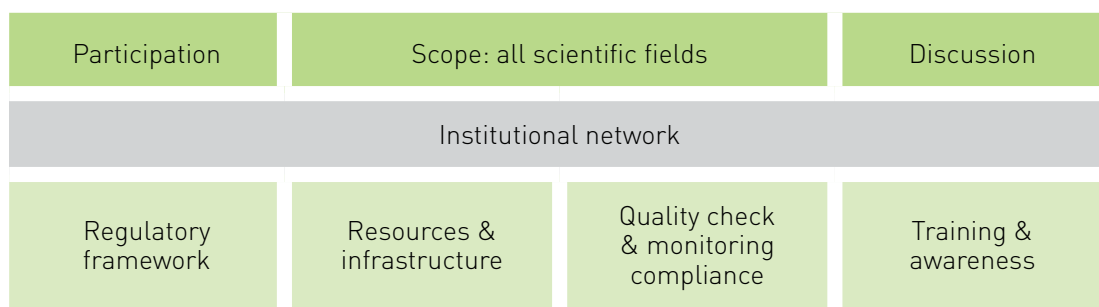 Participation
Scope: all scientific fields
Discussion
Institutional network
Regulatory
framework
Resources &
infrastructure
Quality check
& monitoring
compliance
Training &
awareness